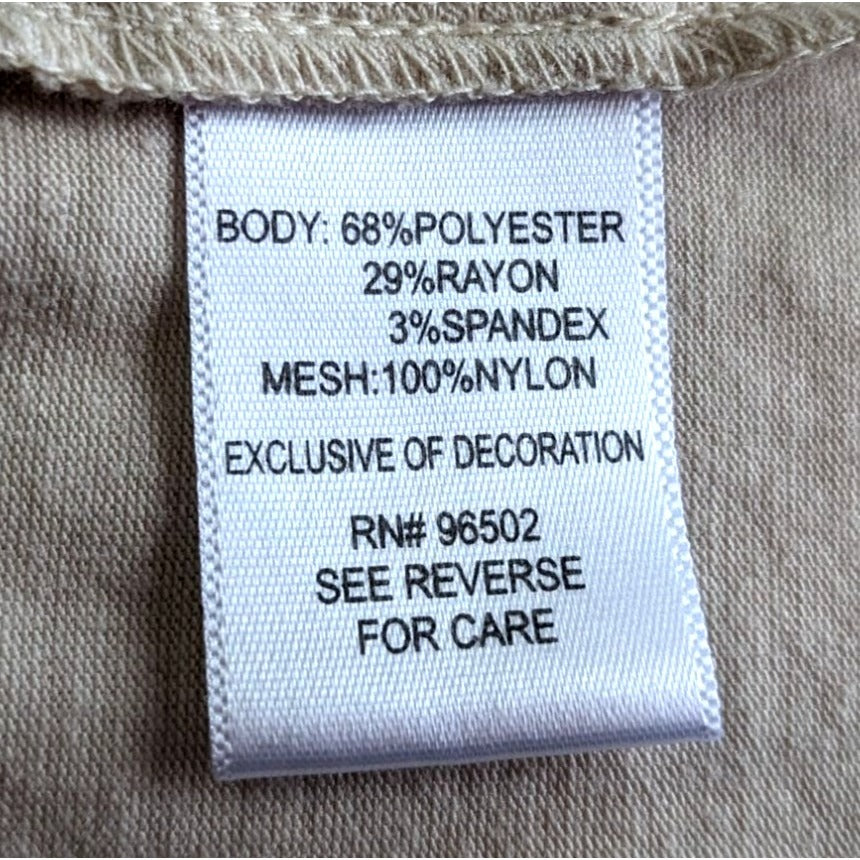 BODY: 68%POLYESTER
29%RAYON
3%SPANDEX
MESH:100%NYLON
EXCLUSIVE OF DECORATION
RN# 96502
SEE REVERSE
FOR CARE